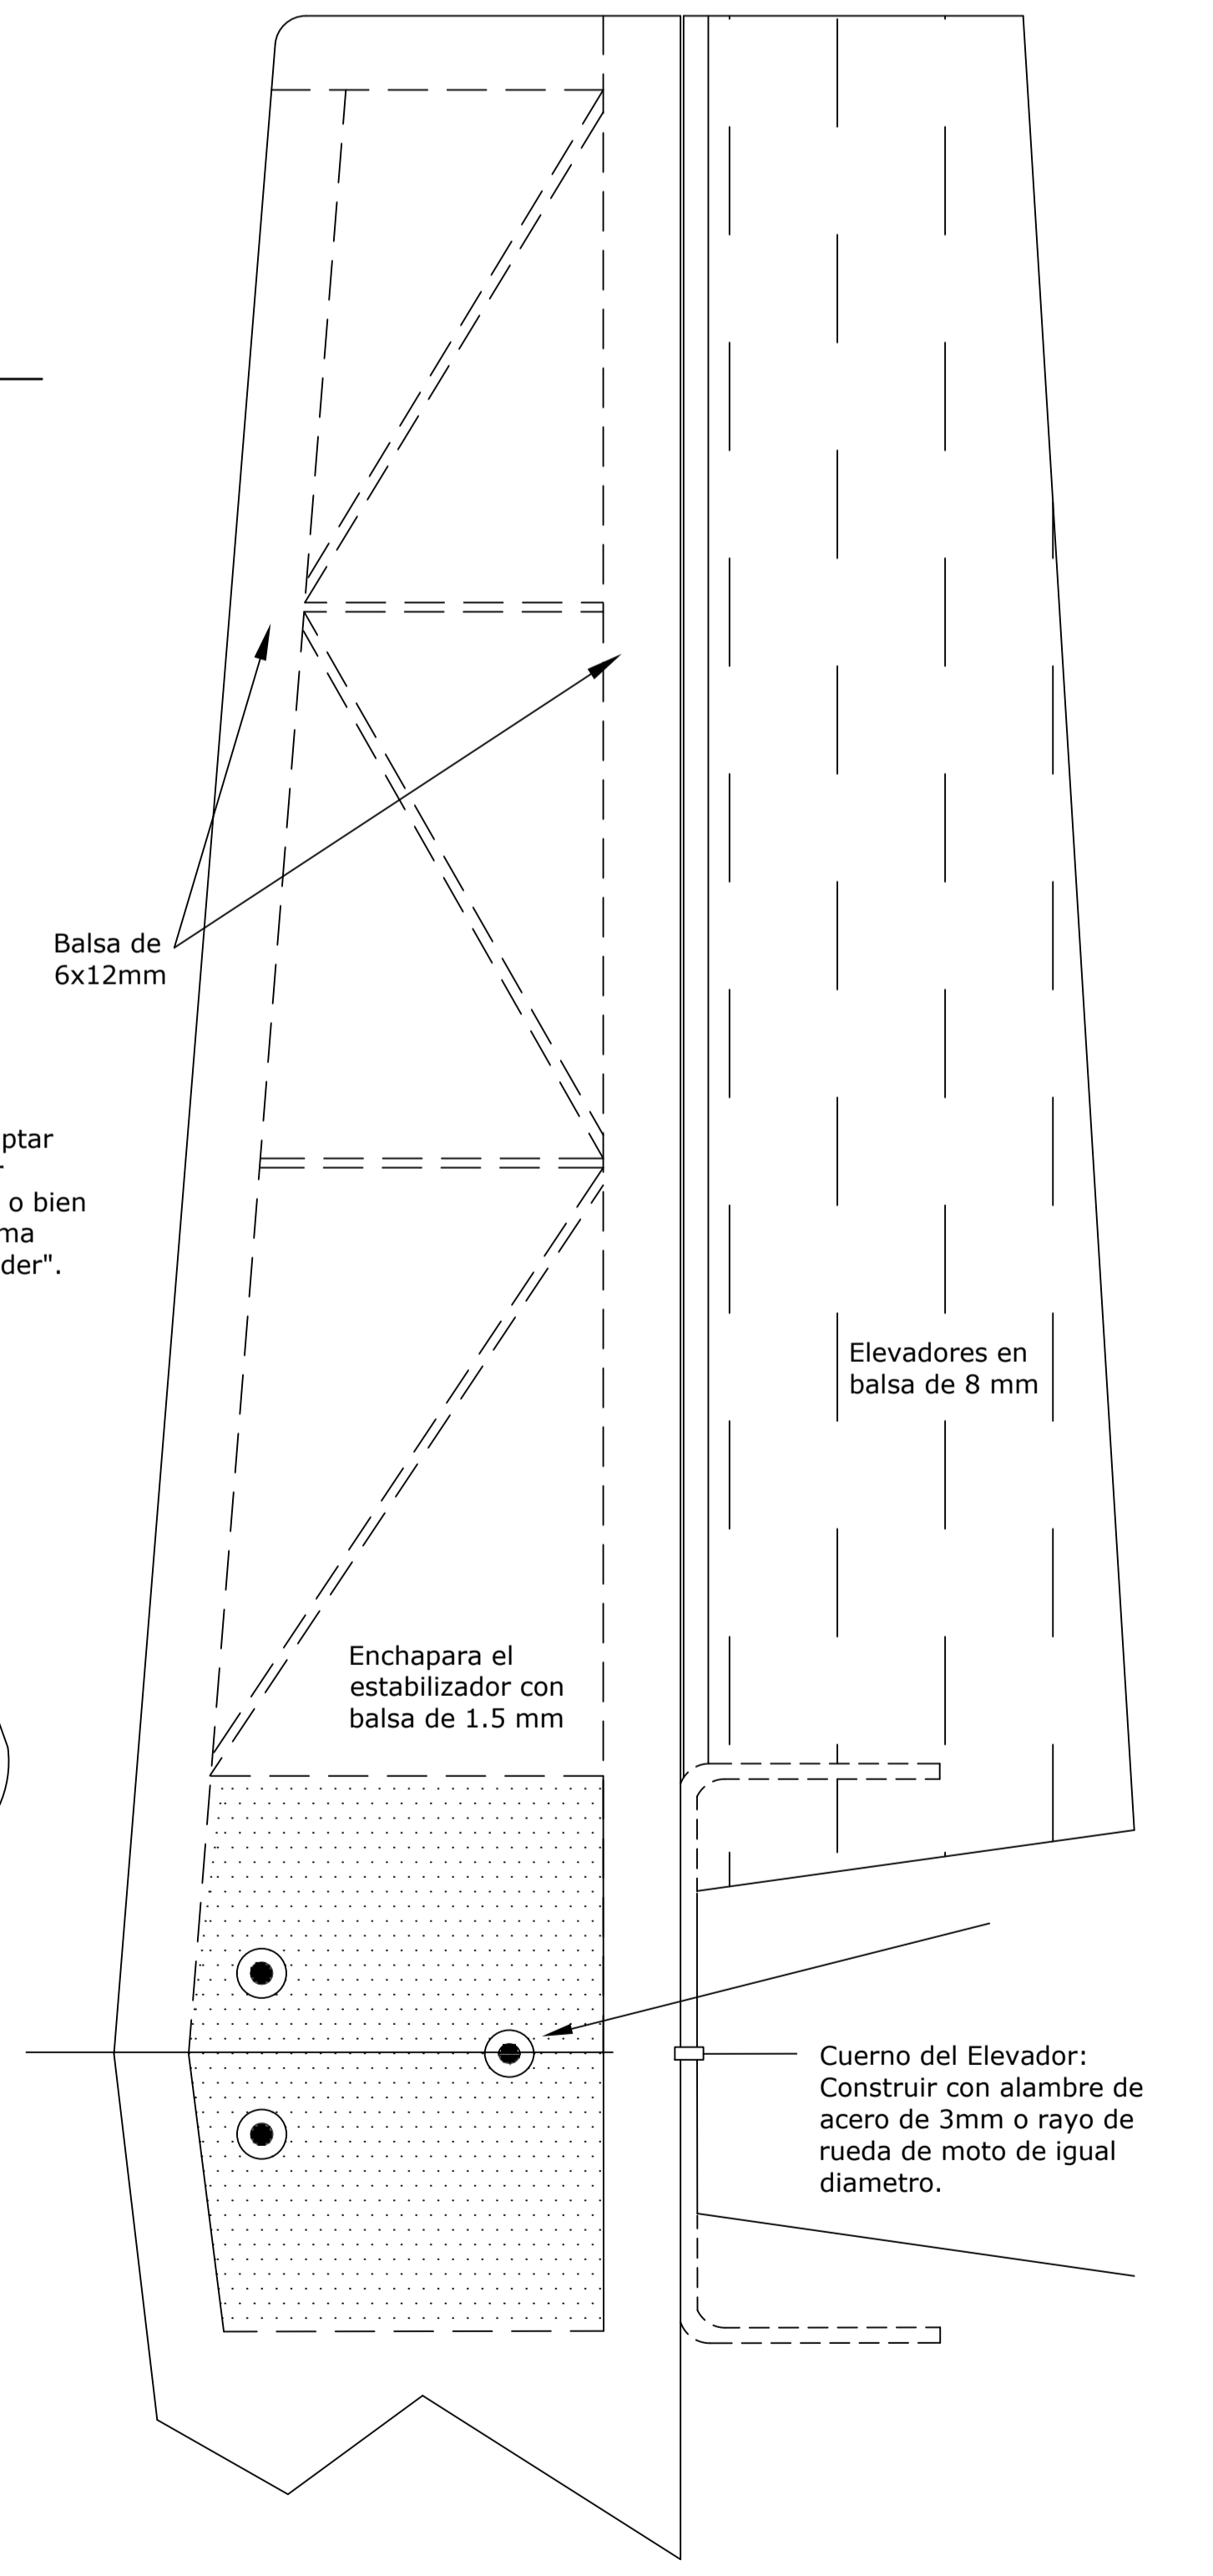 Balsa de
6x12mm
ptar
-
o bien
ma
der".
Elevadores en
balsa de 8 mm
Enchapara el
estabilizador con
balsa de 1.5 mm
Cuerno del Elevador:
Construir con alambre de
acero de 3mm o rayo de
rueda de moto de igual
diametro.